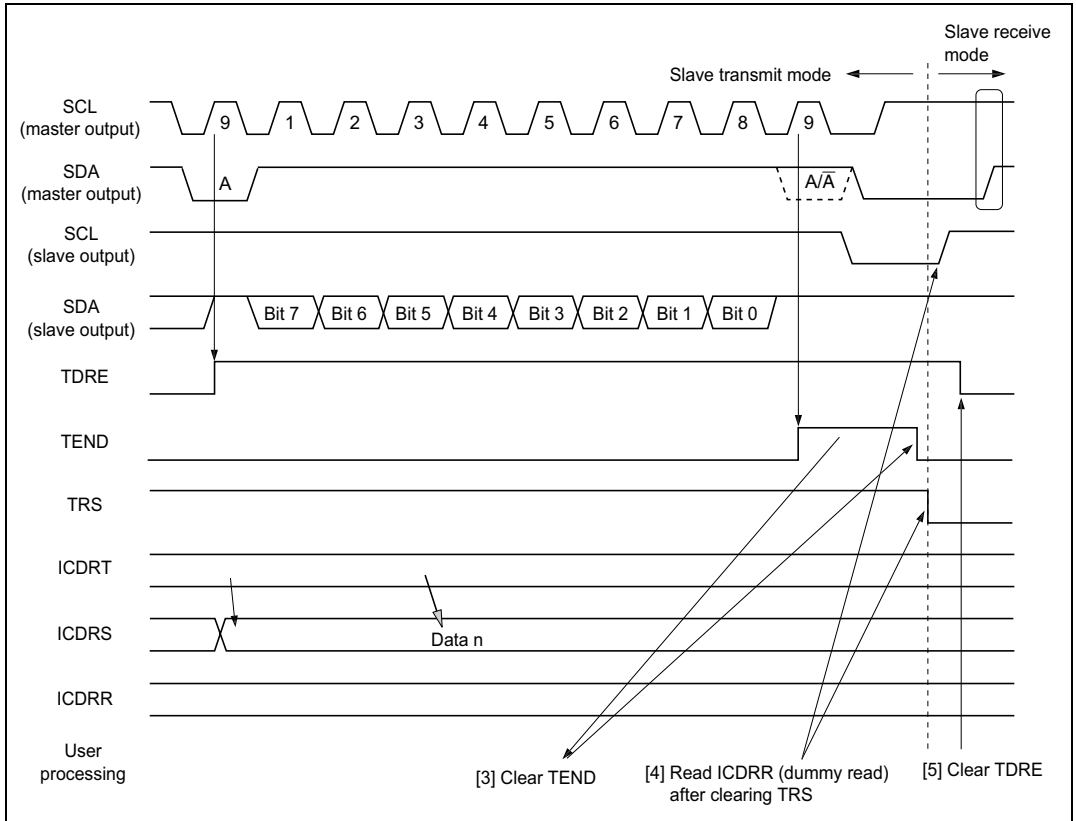 Slave receive
mode
Slave transmit mode
SCL
(master output)
9 1 2 3 4 5 6 7 8 9
SDA
(master output)
A
A/A̅
SCL
(slave output)
SDA
(slave output)
Bit 7 Bit 6 Bit 5 Bit 4 Bit 3 Bit 2 Bit 1 Bit 0
TDRE
TEND
TRS
ICDRT
ICDRS
Data n
ICDRR
User
processing
[3] Clear TEND
[4] Read ICDRR (dummy read)
after clearing TRS
[5] Clear TDRE